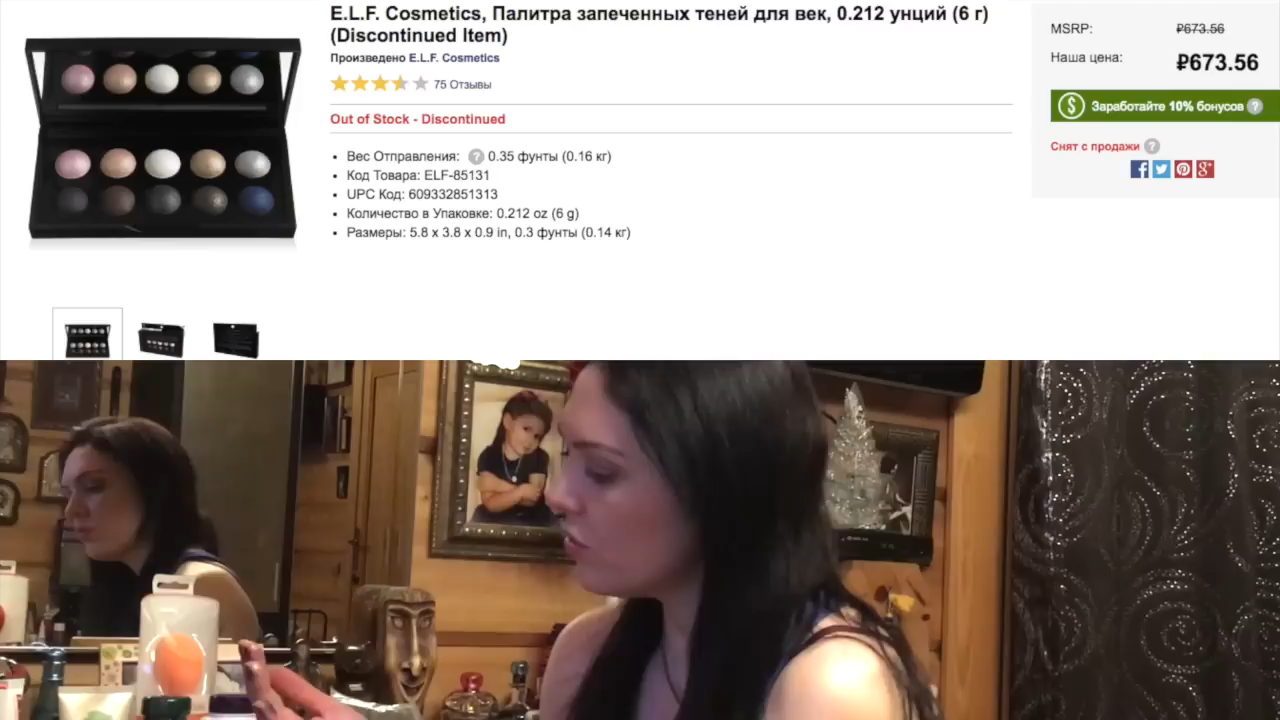 E.L.F. Cosmetics, Палитра запеченных теней для век, 0.212 унций (6 г)
(Discontinued Item)
Произведено E.L.F. Cosmetics
75 Отзывы
Out of Stock - Discontinued
Вес Отправления: ? 0.35 фунты (0.16 кг)
Код Товара: ELF-85131
UPC Код: 609332851313
Количество в Упаковке: 0.212 oz (6 g)
Размеры: 5.8 x 3.8 x 0.9 in, 0.3 фунты (0.14 кг)
MSRP: ₽673.56
Наша цена: ₽673.56
$ Заработайте 10% бонусов ?
Снят с продажи ?